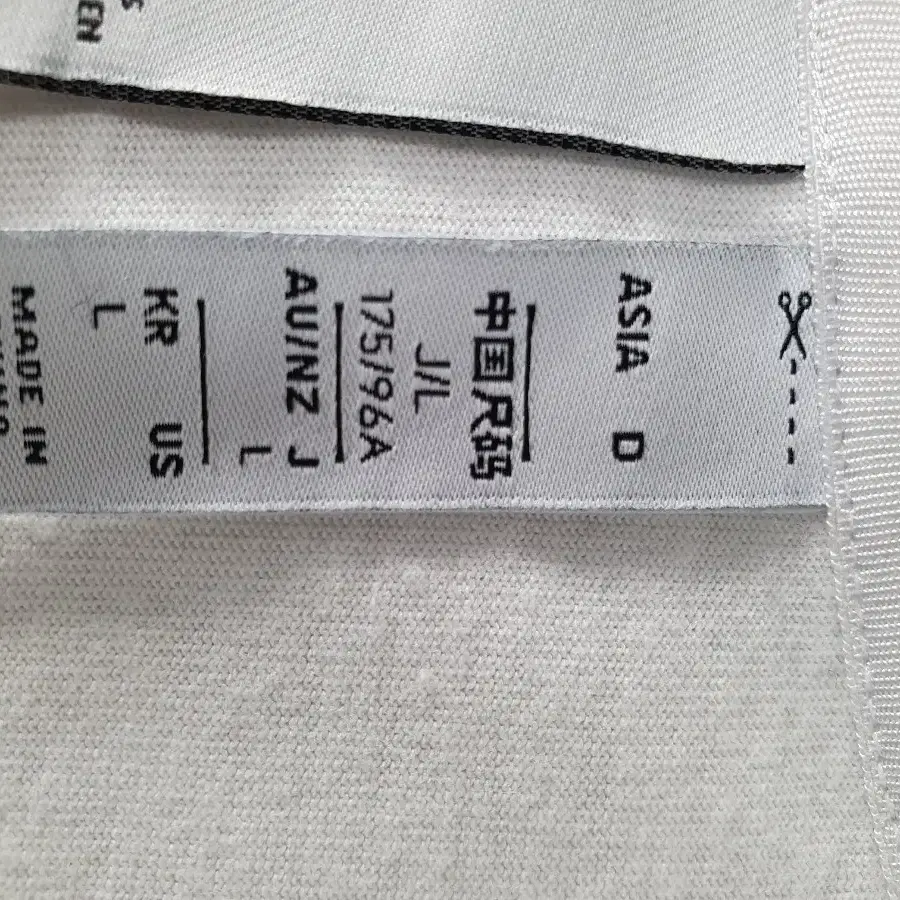 ASIA D
中国尺码
J/L
175/96A
AU/NZ J
L
KR US
L
MADE IN